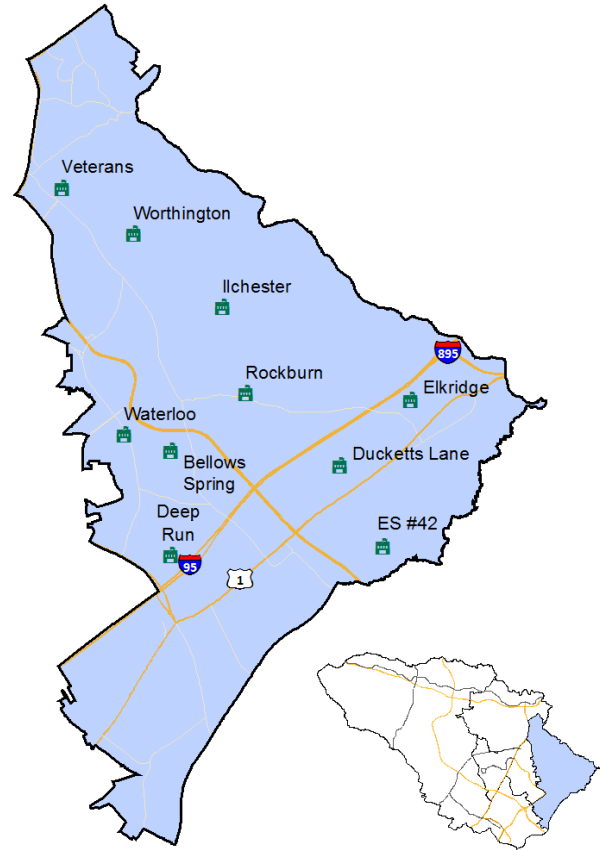 Veterans
Worthington
Ilchester
895
Rockburn
Elkridge
Waterloo
Ducketts Lane
Bellows
Spring
Deep
Run
ES #42
95
1